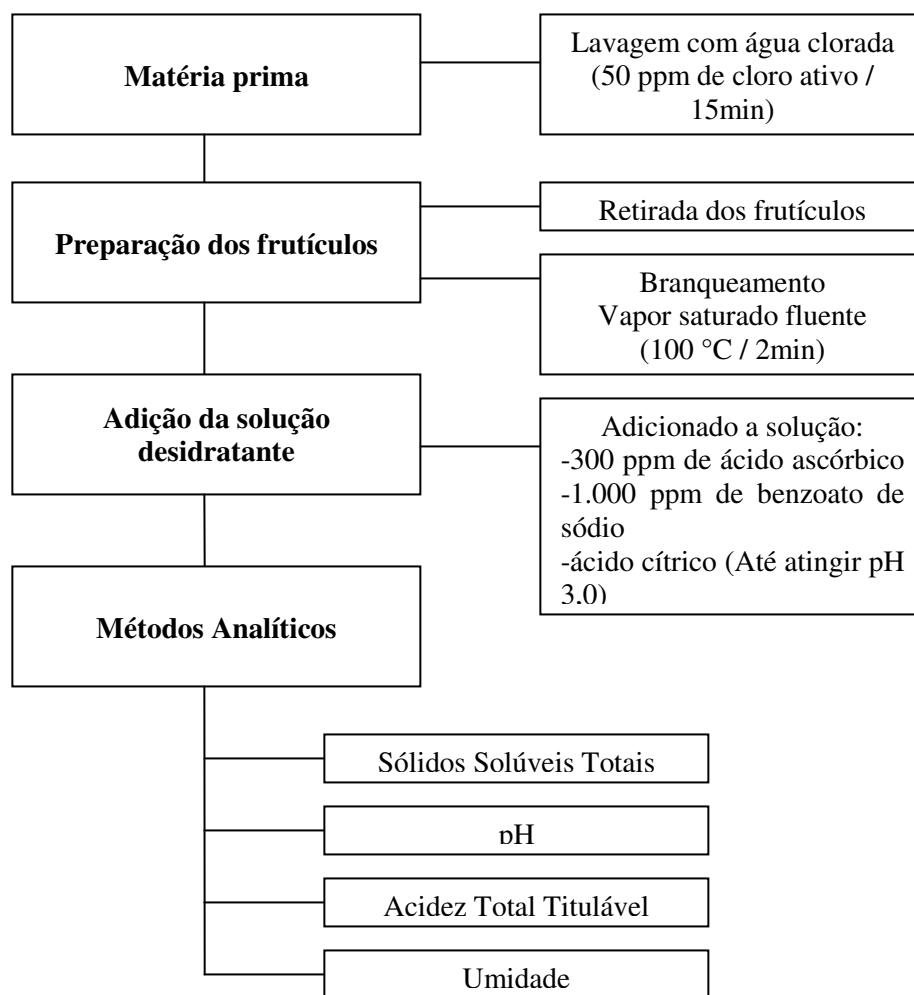 Matéria prima
Lavagem com água clorada
(50 ppm de cloro ativo /
15min)
Preparação dos frutículos
Retirada dos frutículos
Branqueamento
Vapor saturado fluente
(100 °C / 2min)
Adição da solução
desidratante
Adicionado a solução:
-300 ppm de ácido ascórbico
-1.000 ppm de benzoato de
sódio
-ácido cítrico (Até atingir pH
3,0)
Métodos Analíticos
Sólidos Solúveis Totais
pH
Acidez Total Titulável
Umidade